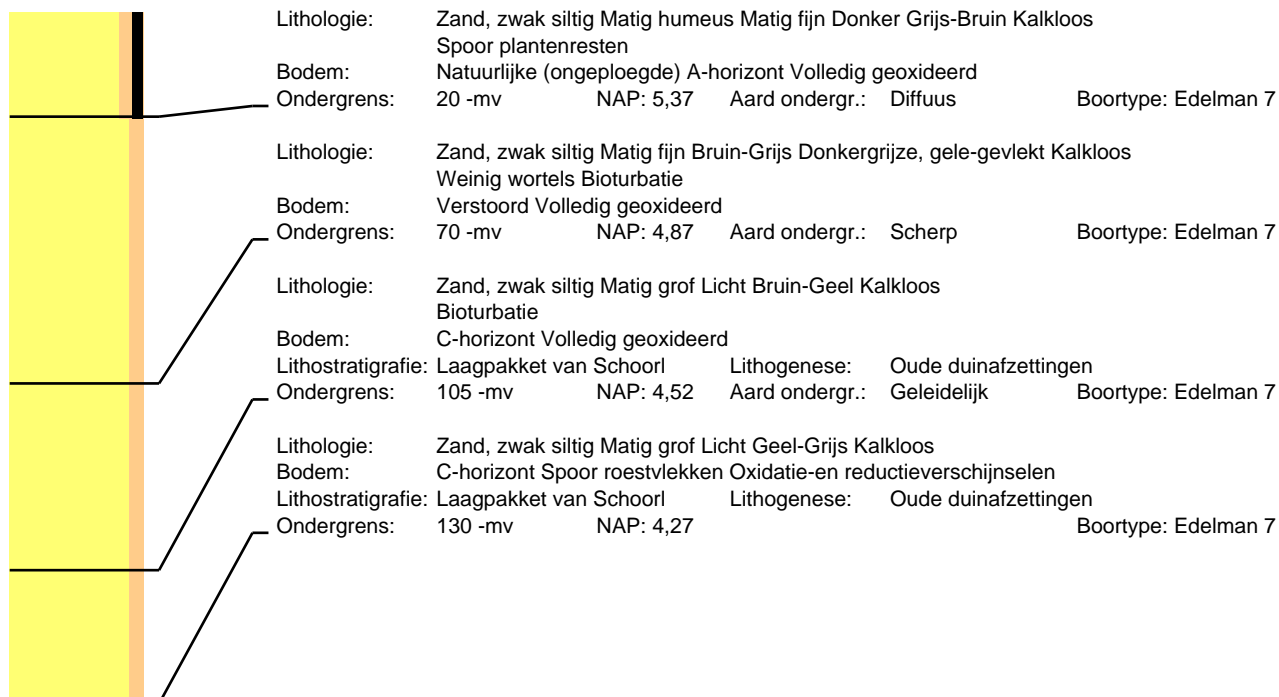 Lithologie: Zand, zwak siltig Matig humeus Matig fijn Donker Grijs-Bruin Kalkloos
Spoor plantenresten
Bodem: Natuurlijke (ongeploegde) A-horizont Volledig geoxideerd
Ondergrens: 20 -mv NAP: 5,37 Aard ondergr.: Diffuus Boortype: Edelman 7
Lithologie: Zand, zwak siltig Matig fijn Bruin-Grijs Donkergrijze, gele-gevlekt Kalkloos
Weinig wortels Bioturbatie
Bodem: Verstoord Volledig geoxideerd
Ondergrens: 70 -mv NAP: 4,87 Aard ondergr.: Scherp Boortype: Edelman 7
Lithologie: Zand, zwak siltig Matig grof Licht Bruin-Geel Kalkloos
Bioturbatie
Bodem: C-horizont Volledig geoxideerd
Lithostratigrafie: Laagpakket van Schoorl Lithogenese: Oude duinafzettingen
Ondergrens: 105 -mv NAP: 4,52 Aard ondergr.: Geleidelijk Boortype: Edelman 7
Lithologie: Zand, zwak siltig Matig grof Licht Geel-Grijs Kalkloos
Bodem: C-horizont Spoor roestvlekken Oxidatie-en reductieverschijnselen
Lithostratigrafie: Laagpakket van Schoorl Lithogenese: Oude duinafzettingen
Ondergrens: 130 -mv NAP: 4,27 Boortype: Edelman 7